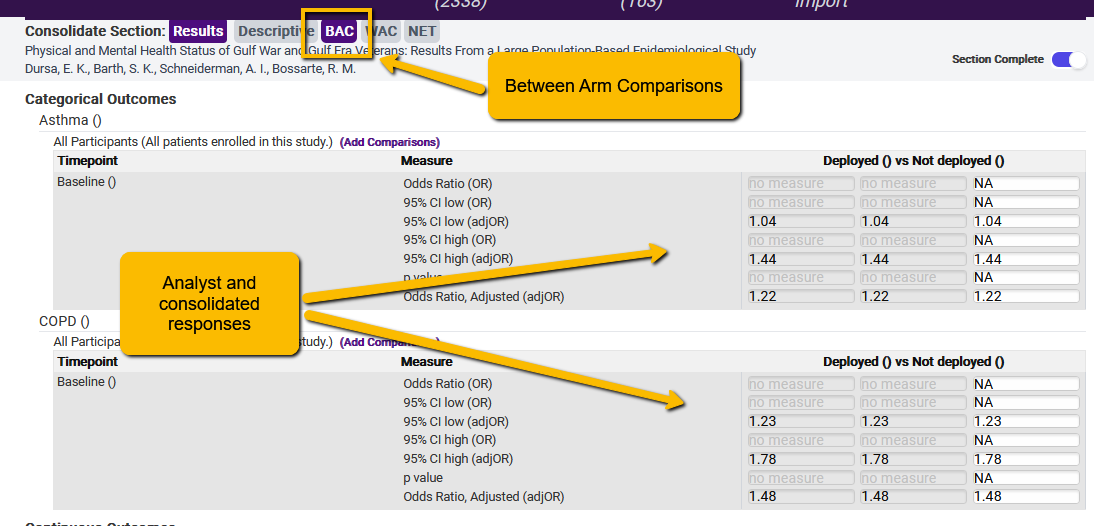 (2338) (163) Import
Consolidate Section: Results Descriptive BAC WAC NET
Physical and Mental Health Status of Gulf War and Gulf Era Veterans: Results From a Large Population-Based Epidemiological Study
Dursa, E. K., Barth, S. K., Schneiderman, A. I., Bossarte, R. M.
Section Complete
Between Arm Comparisons
Categorical Outcomes
Asthma ()
All Participants (All patients enrolled in this study.) (Add Comparisons)
Timepoint Measure Deployed () vs Not deployed ()
Baseline () Odds Ratio (OR) no measure no measure NA
95% CI low (OR) no measure no measure NA
95% CI low (adjOR) 1.04 1.04 1.04
95% CI high (OR) no measure no measure NA
95% CI high (adjOR) 1.44 1.44 1.44
p value no measure no measure NA
Odds Ratio, Adjusted (adjOR) 1.22 1.22 1.22
Analyst and
consolidated
responses
COPD ()
All Participa study.) (Add Comparisons)
Timepoint Measure Deployed () vs Not deployed ()
Baseline () Odds Ratio (OR) no measure no measure NA
95% CI low (OR) no measure no measure NA
95% CI low (adjOR) 1.23 1.23 1.23
95% CI high (OR) no measure no measure NA
95% CI high (adjOR) 1.78 1.78 1.78
p value no measure no measure NA
Odds Ratio, Adjusted (adjOR) 1.48 1.48 1.48
Continuous Outcomes